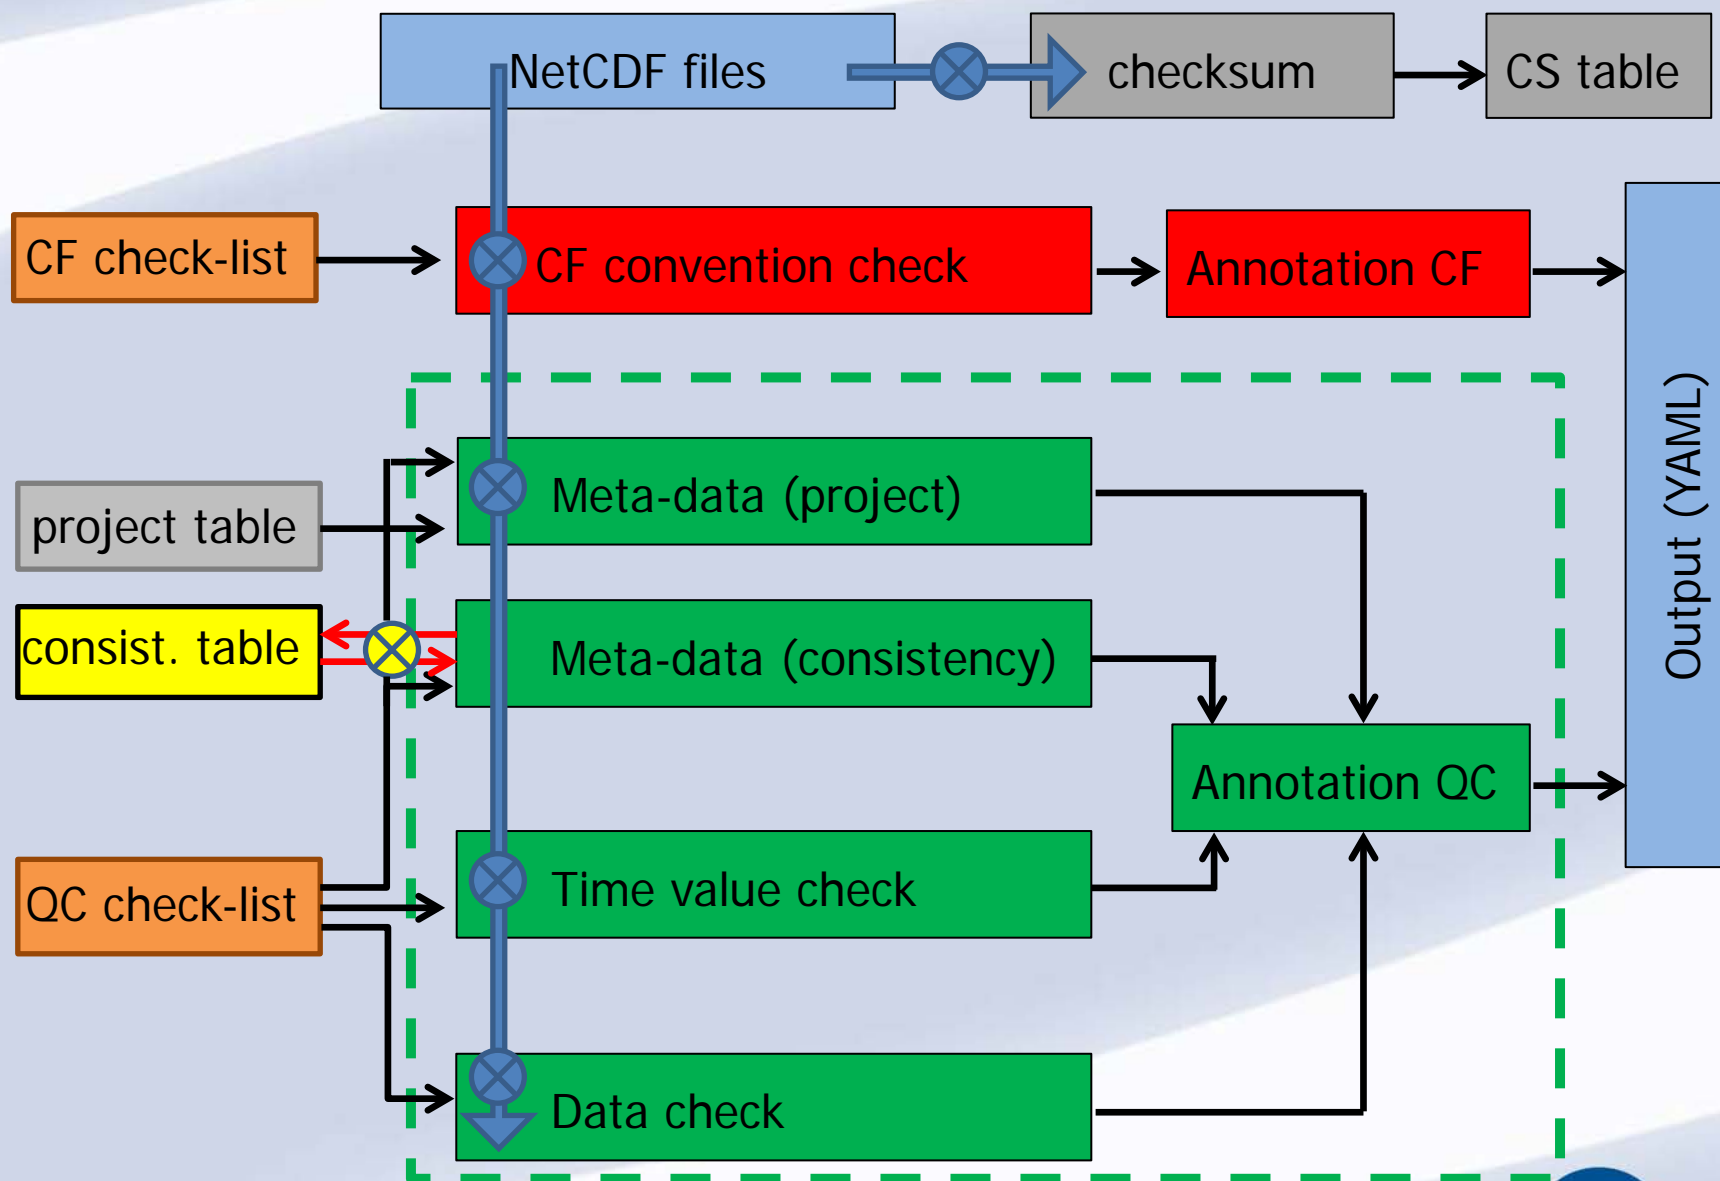 NetCDF files
checksum
CS table
CF check-list
CF convention check
Annotation CF
Output (YAML)
project table
Meta-data (project)
consist. table
Meta-data (consistency)
Annotation QC
QC check-list
Time value check
Data check